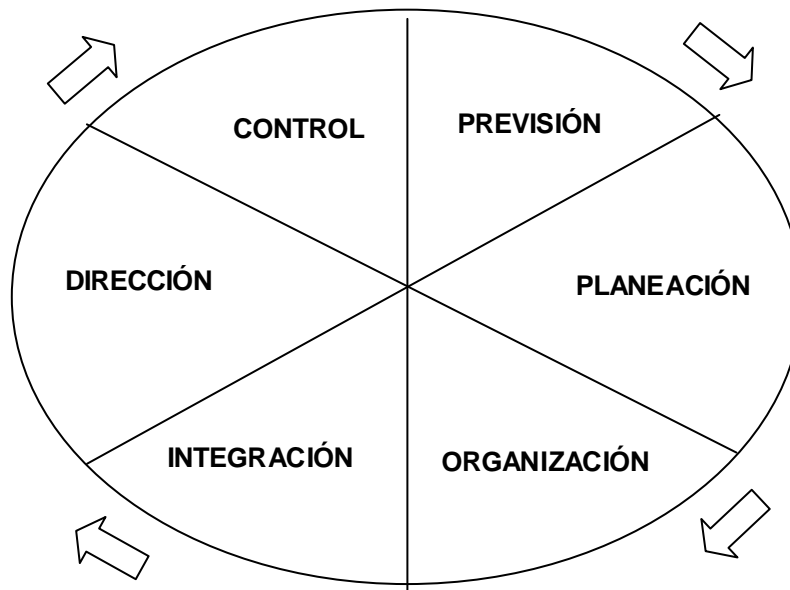 CONTROL
PREVISIÓN
DIRECCIÓN
PLANEACIÓN
INTEGRACIÓN
ORGANIZACIÓN